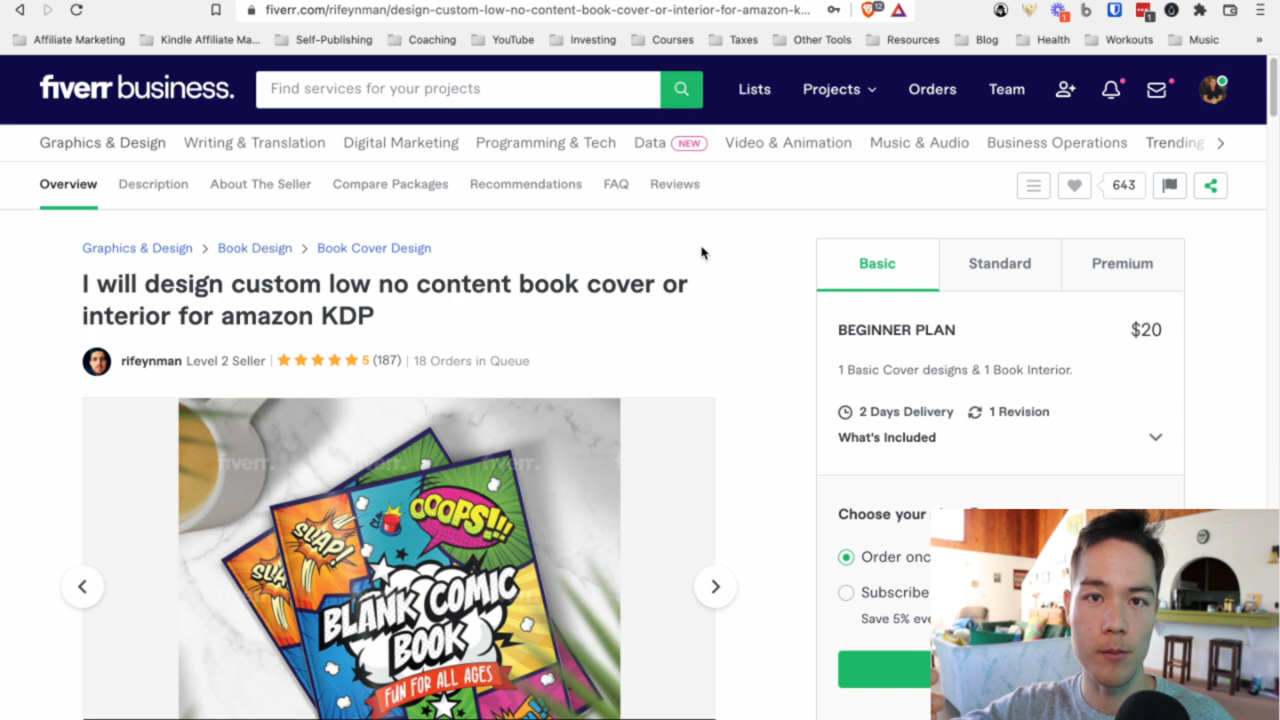 fiverr.com/rifeynman/design-custom-low-no-content-book-cover-or-interior-for-amazon-k...
12
1
1
Affiliate Marketing
Kindle Affiliate Ma...
Self-Publishing
Coaching
YouTube
Investing
Courses
Taxes
Other Tools
Resources
Blog
Health
Workouts
Music
»
fiverr business.
Find services for your projects
Lists
Projects
Orders
Team
Graphics & Design
Writing & Translation
Digital Marketing
Programming & Tech
Data NEW
Video & Animation
Music & Audio
Business Operations
Trending
Overview
Description
About The Seller
Compare Packages
Recommendations
FAQ
Reviews
643
Graphics & Design > Book Design > Book Cover Design
I will design custom low no content book cover or
interior for amazon KDP
rifeynman Level 2 Seller | 5 (187) | 18 Orders in Queue
Basic
Standard
Premium
BEGINNER PLAN
$20
1 Basic Cover designs & 1 Book Interior.
2 Days Delivery
1 Revision
What's Included
Choose your
Order onc
Subscribe
Save 5% eve
fiverr.
fiverr.
fiverr.
OOOPS!!!
SLAP!
BLANK COMIC
BOOK
FUN FOR ALL AGES